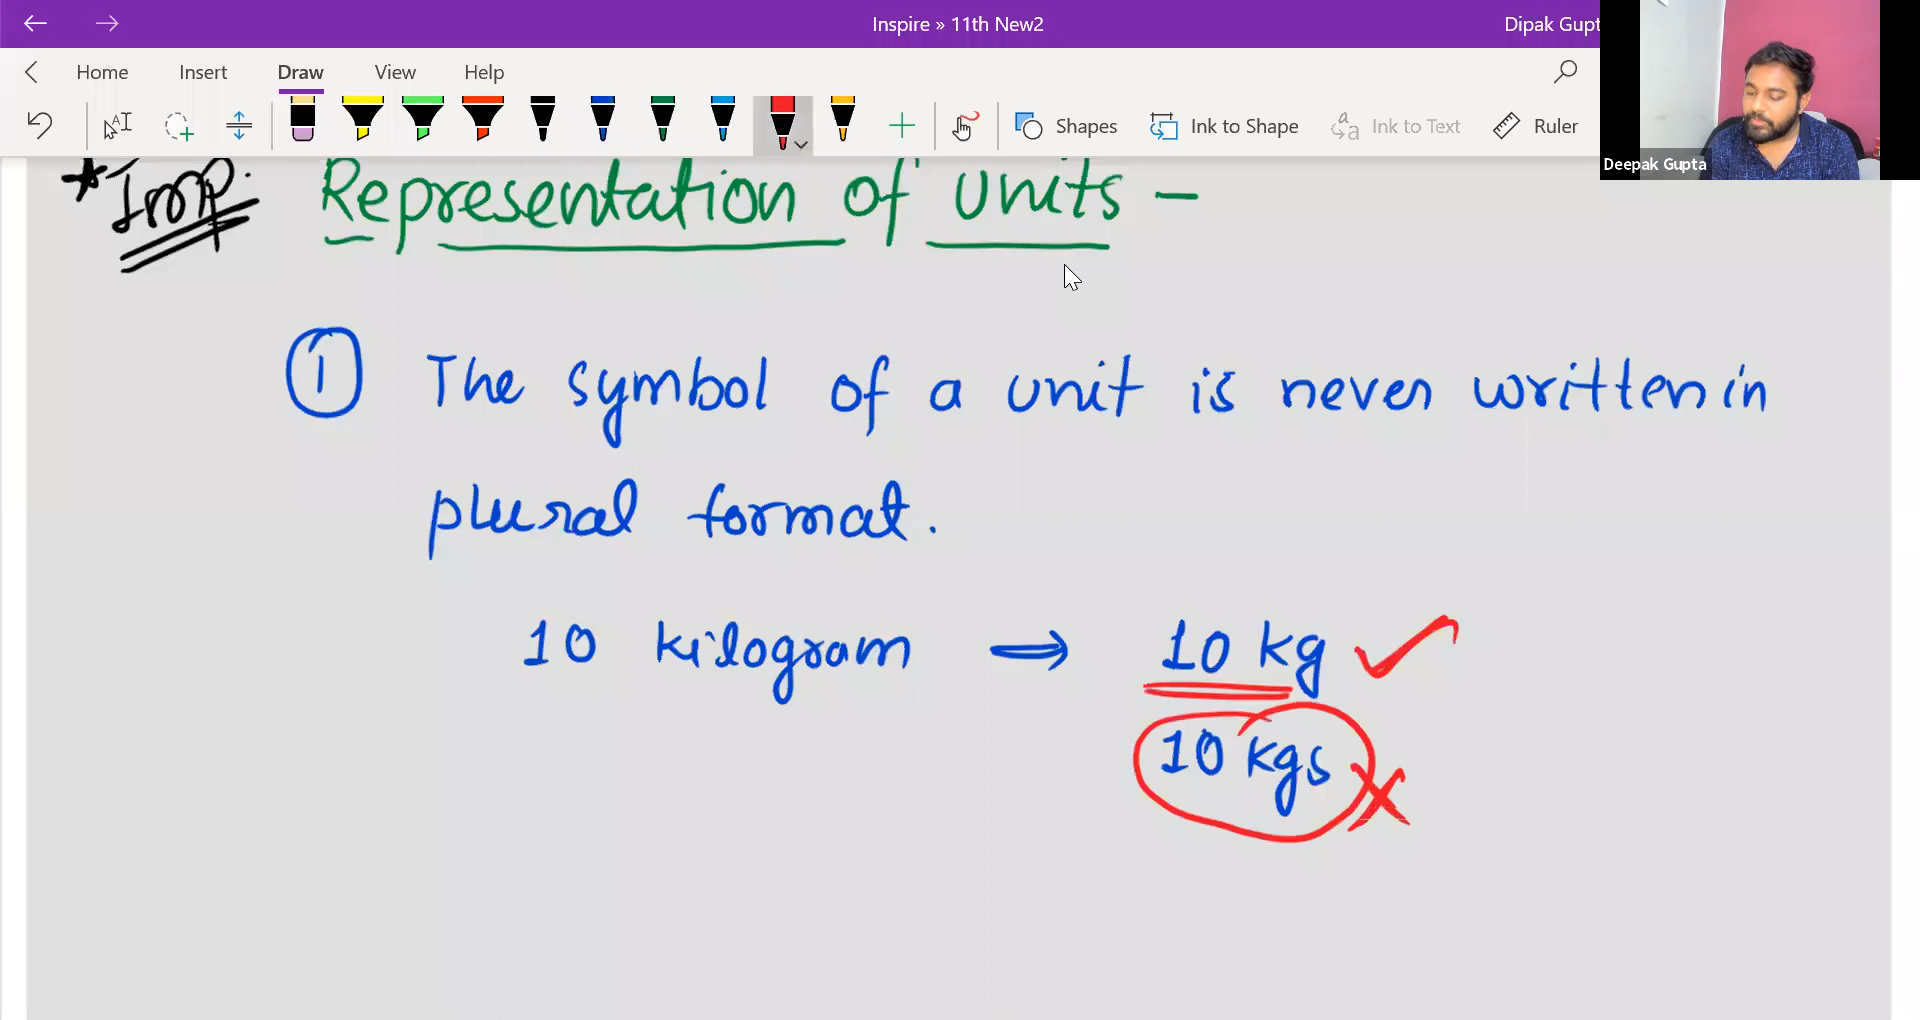 Inspire » 11th New2
Dipak Gupt
Home Insert Draw View Help
Deepak Gupta
Shapes Ink to Shape Ink to Text Ruler
*Imp. Representation of units –
① The symbol of a unit is never written in
plural format.
10 kilogram ⇒ 10 kg ✓
10 kgs ✗